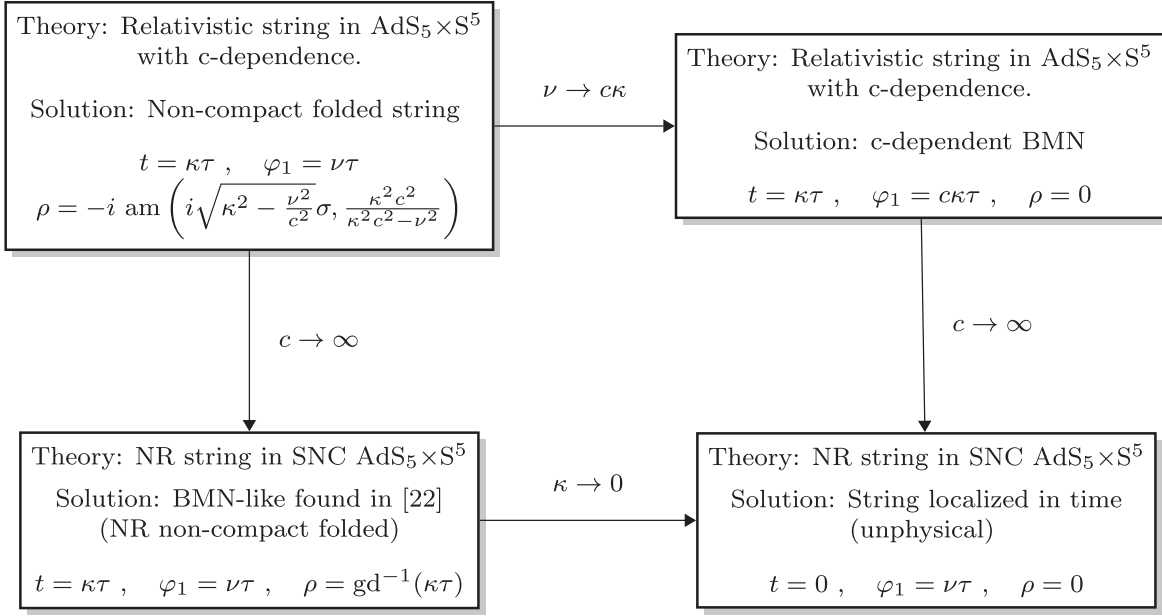 Theory: Relativistic string in AdS₅×S⁵
with c-dependence.
Solution: Non-compact folded string
t = κτ , φ₁ = ντ
ρ = −i am(i√(κ² − ν²/c²)σ, κ²c²/(κ²c²−ν²))
ν → cκ
Theory: Relativistic string in AdS₅×S⁵
with c-dependence.
Solution: c-dependent BMN
t = κτ , φ₁ = cκτ , ρ = 0
c → ∞
c → ∞
Theory: NR string in SNC AdS₅×S⁵
Solution: BMN-like found in [22]
(NR non-compact folded)
t = κτ , φ₁ = ντ , ρ = gd⁻¹(κτ)
κ → 0
Theory: NR string in SNC AdS₅×S⁵
Solution: String localized in time
(unphysical)
t = 0 , φ₁ = ντ , ρ = 0